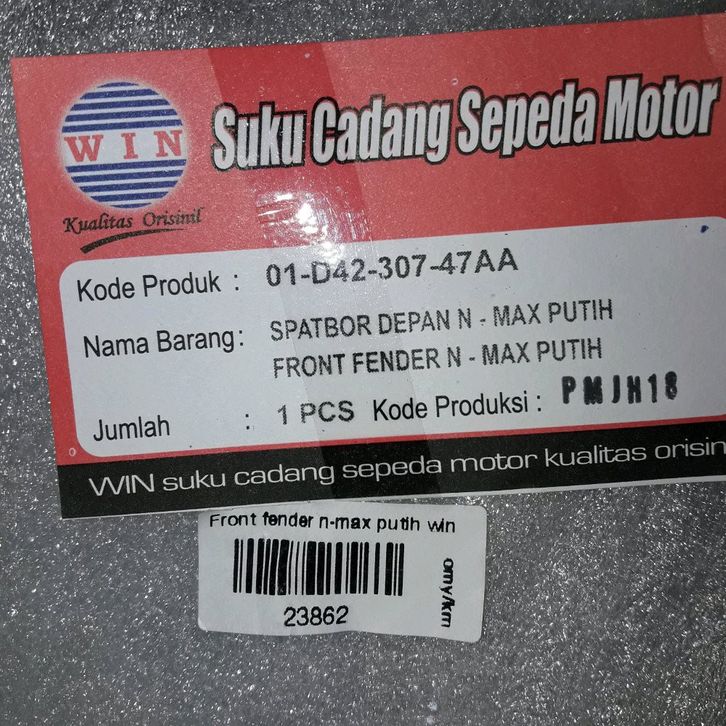 WIN
Kualitas Orisinil
Suku Cadang Sepeda Motor
Kode Produk : 01-D42-307-47AA
Nama Barang: SPATBOR DEPAN N - MAX PUTIH
FRONT FENDER N - MAX PUTIH
Jumlah : 1 PCS Kode Produksi : PMJH18
WIN suku cadang sepeda motor kualitas orisin
Front fender n-max putih win
omy/km
23862